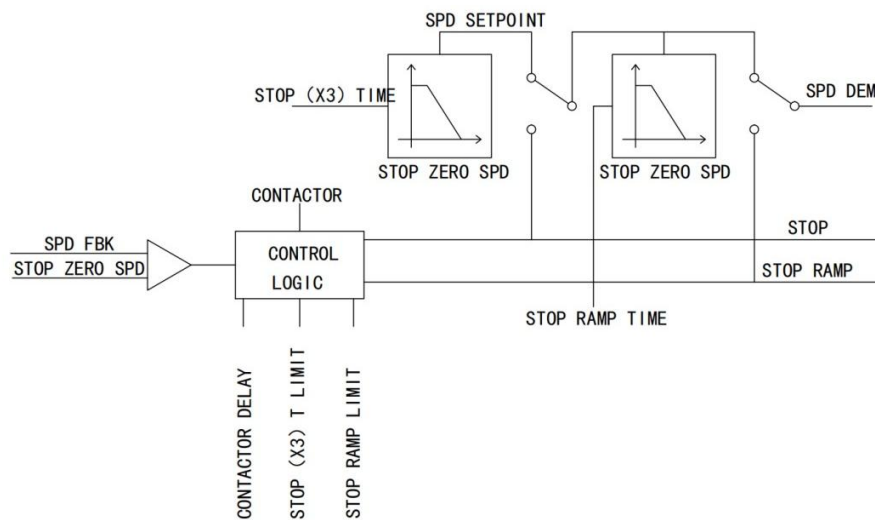 SPD SETPOINT
STOP (X3) TIME
SPD DEM
STOP ZERO SPD
STOP ZERO SPD
CONTACTOR
SPD FBK
STOP ZERO SPD
CONTROL
LOGIC
STOP
STOP RAMP
STOP RAMP TIME
CONTACTOR DELAY
STOP (X3) T LIMIT
STOP RAMP LIMIT